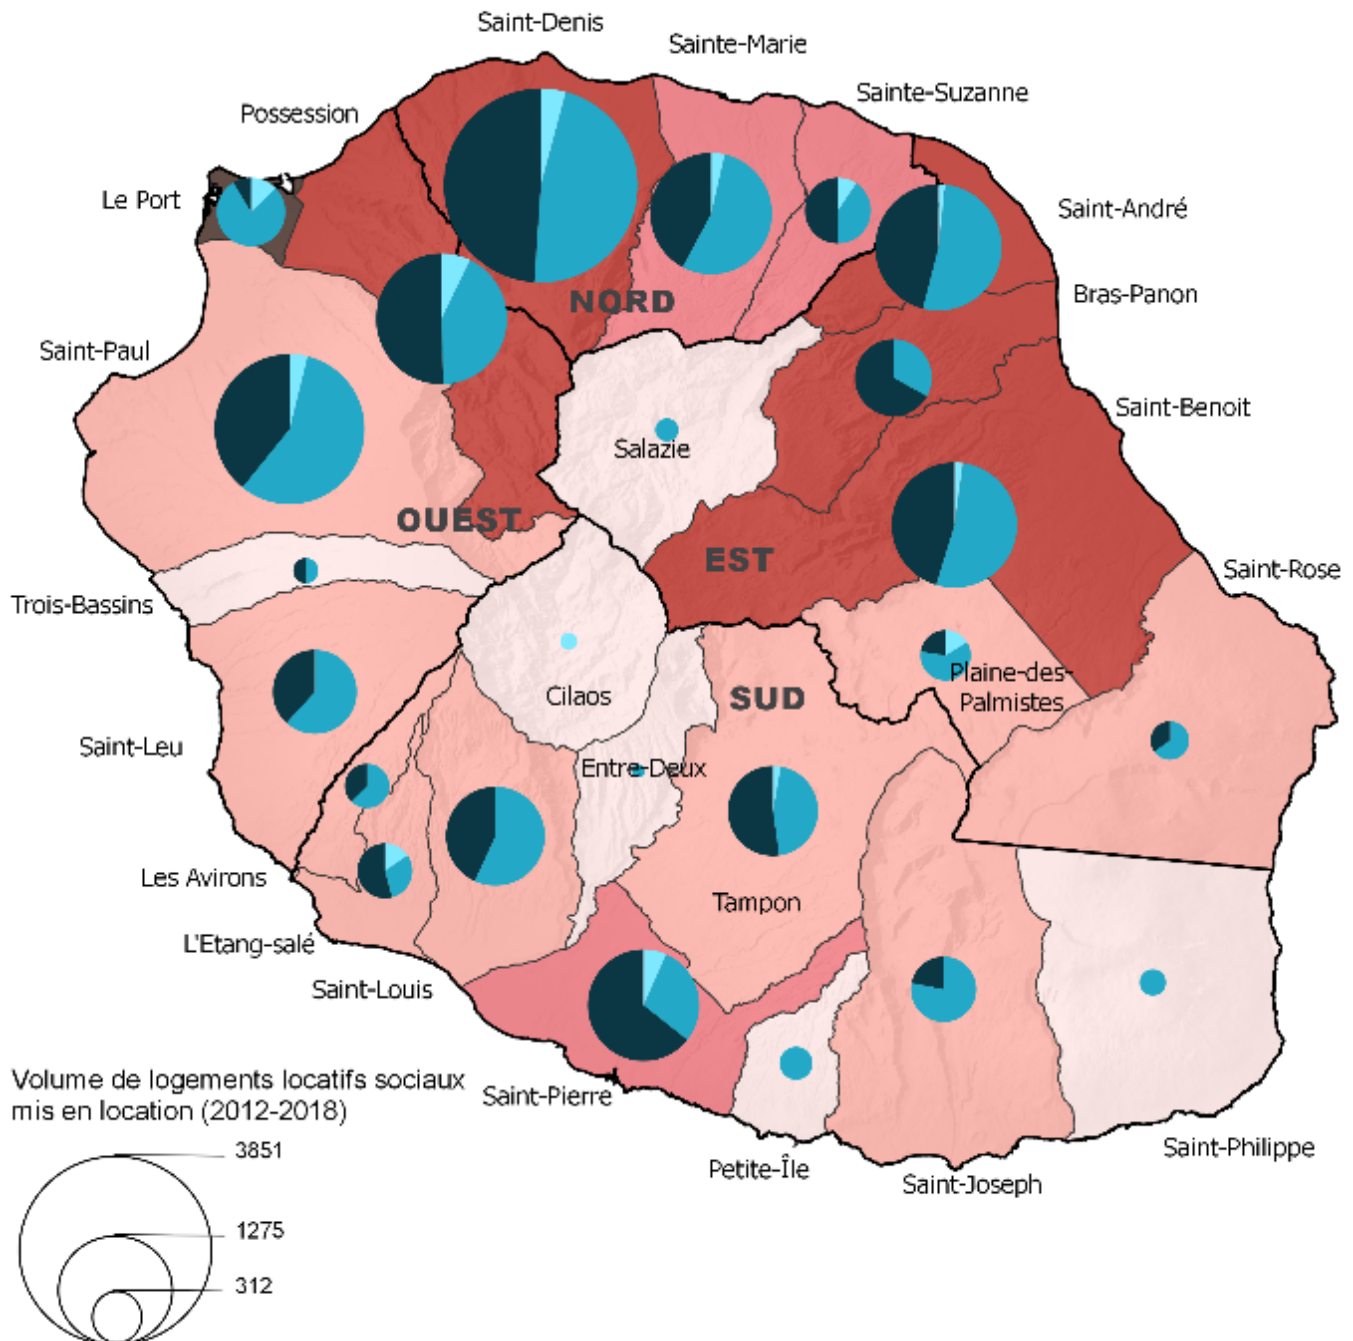 Saint-Denis
Sainte-Marie
Sainte-Suzanne
Possession
Le Port
Saint-André
Bras-Panon
NORD
Saint-Paul
Saint-Benoit
Salazie
OUEST
EST
Saint-Rose
Trois-Bassins
Plaine-des-
Palmistes
Cilaos
SUD
Saint-Leu
Entre-Deux
Les Avirons
Tampon
L'Etang-salé
Saint-Louis
Saint-Pierre
Petite-Île
Saint-Joseph
Saint-Philippe
Volume de logements locatifs sociaux
mis en location (2012-2018)
3851
1275
312